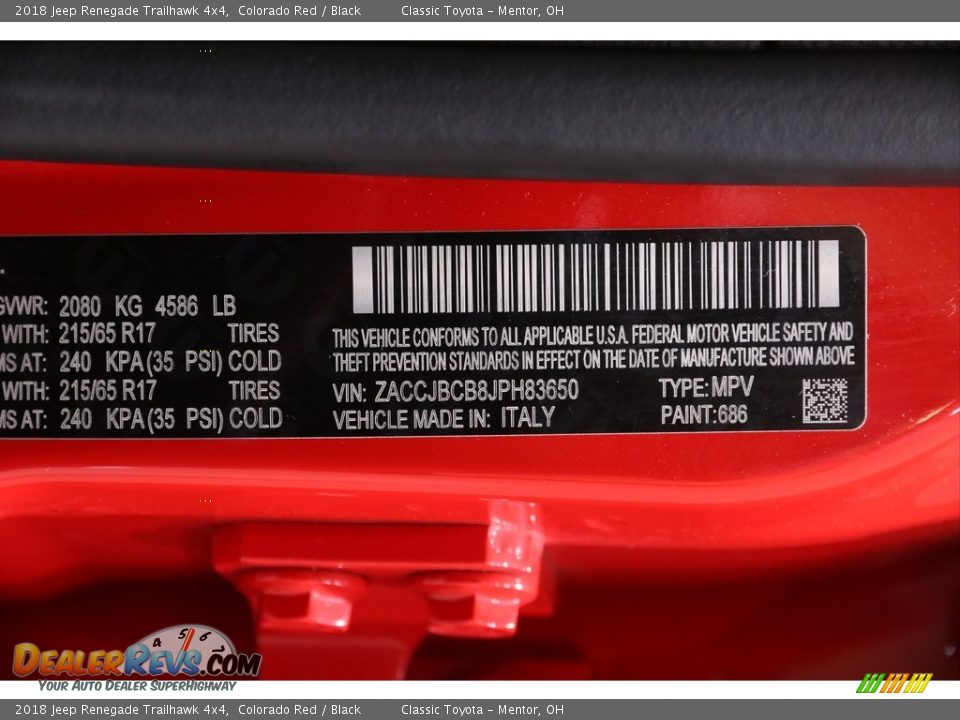 2018 Jeep Renegade Trailhawk 4x4,  Colorado Red / Black          Classic Toyota – Mentor, OH
GVWR: 2080 KG 4586 LB
WITH: 215/65 R17 TIRES
MS AT: 240 KPA(35 PSI) COLD
WITH: 215/65 R17 TIRES
MS AT: 240 KPA(35 PSI) COLD
THIS VEHICLE CONFORMS TO ALL APPLICABLE U.S.A. FEDERAL MOTOR VEHICLE SAFETY AND
THEFT PREVENTION STANDARDS IN EFFECT ON THE DATE OF MANUFACTURE SHOWN ABOVE
VIN: ZACCJBCB8JPH83650 TYPE: MPV
VEHICLE MADE IN: ITALY PAINT:686
4 5 6
DealerRevs.com
Your Auto Dealer SuperHighway
2018 Jeep Renegade Trailhawk 4x4,  Colorado Red / Black          Classic Toyota – Mentor, OH